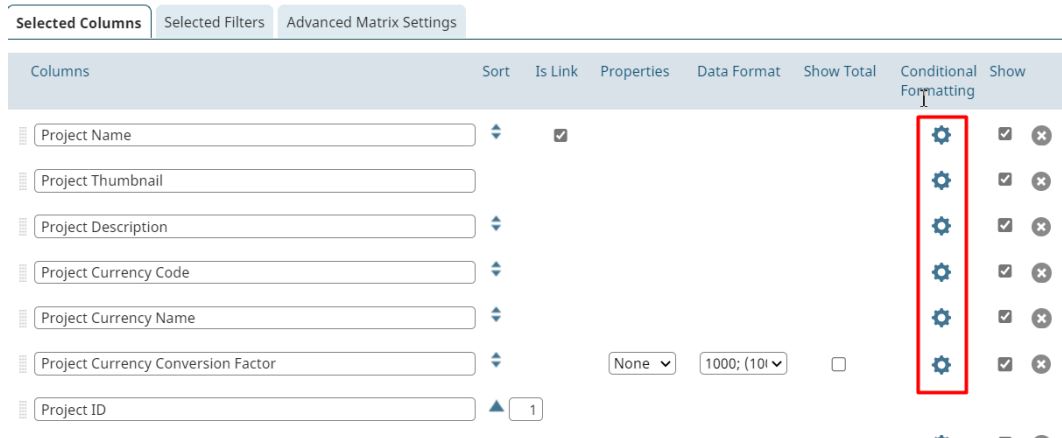 Selected Columns Selected Filters Advanced Matrix Settings
Columns Sort Is Link Properties Data Format Show Total Conditional Formatting Show
Project Name
Project Thumbnail
Project Description
Project Currency Code
Project Currency Name
Project Currency Conversion Factor None 1000; (10
Project ID 1